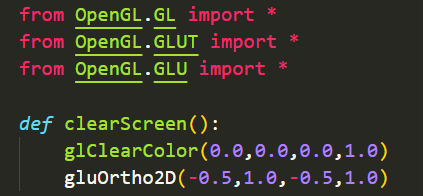 from OpenGL.GL import *
from OpenGL.GLUT import *
from OpenGL.GLU import *
def clearScreen():
    glClearColor(0.0,0.0,0.0,1.0)
    gluOrtho2D(-0.5,1.0,-0.5,1.0)